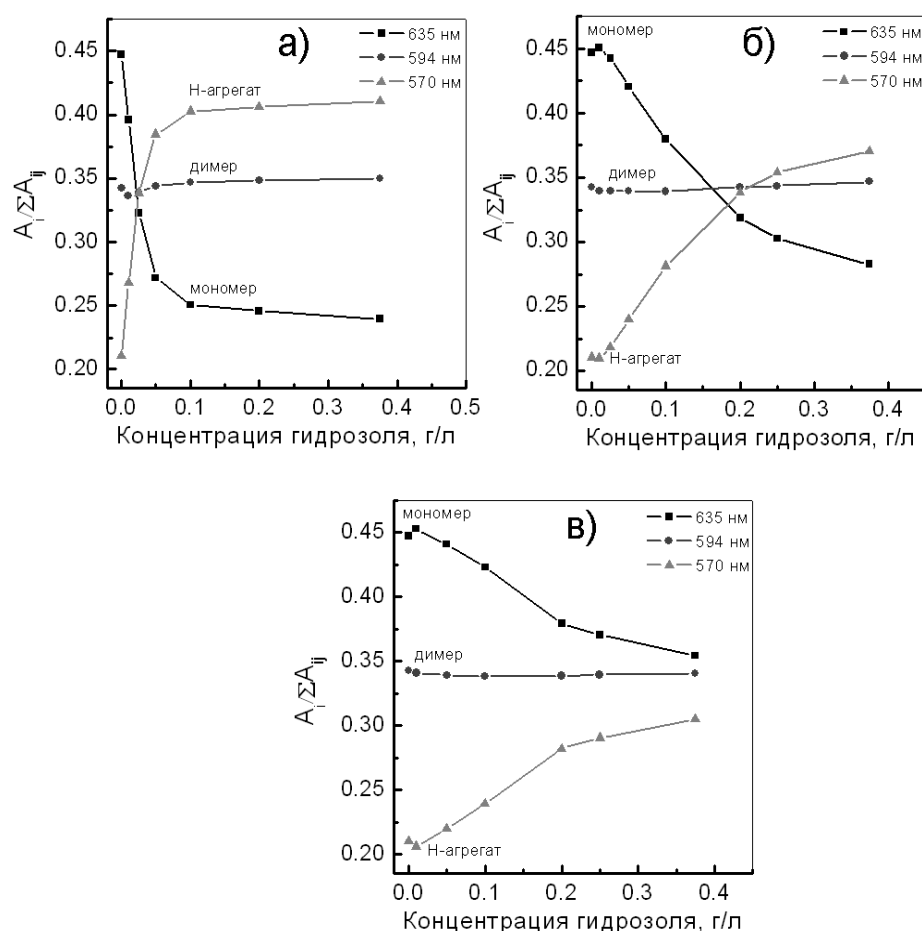 а)
635 нм
594 нм
570 нм
Н-агрегат
димер
мономер
0.45
0.40
0.35
0.30
0.25
0.20
A_i/ΣA_ij
0.0 0.1 0.2 0.3 0.4 0.5
Концентрация гидрозоля, г/л
б)
635 нм
594 нм
570 нм
мономер
димер
Н-агрегат
0.45
0.40
0.35
0.30
0.25
0.20
A_i/ΣA_ij
0.0 0.1 0.2 0.3 0.4
Концентрация гидрозоля, г/л
в)
635 нм
594 нм
570 нм
мономер
димер
Н-агрегат
0.45
0.40
0.35
0.30
0.25
0.20
A_i/ΣA_ij
0.0 0.1 0.2 0.3 0.4
Концентрация гидрозоля, г/л